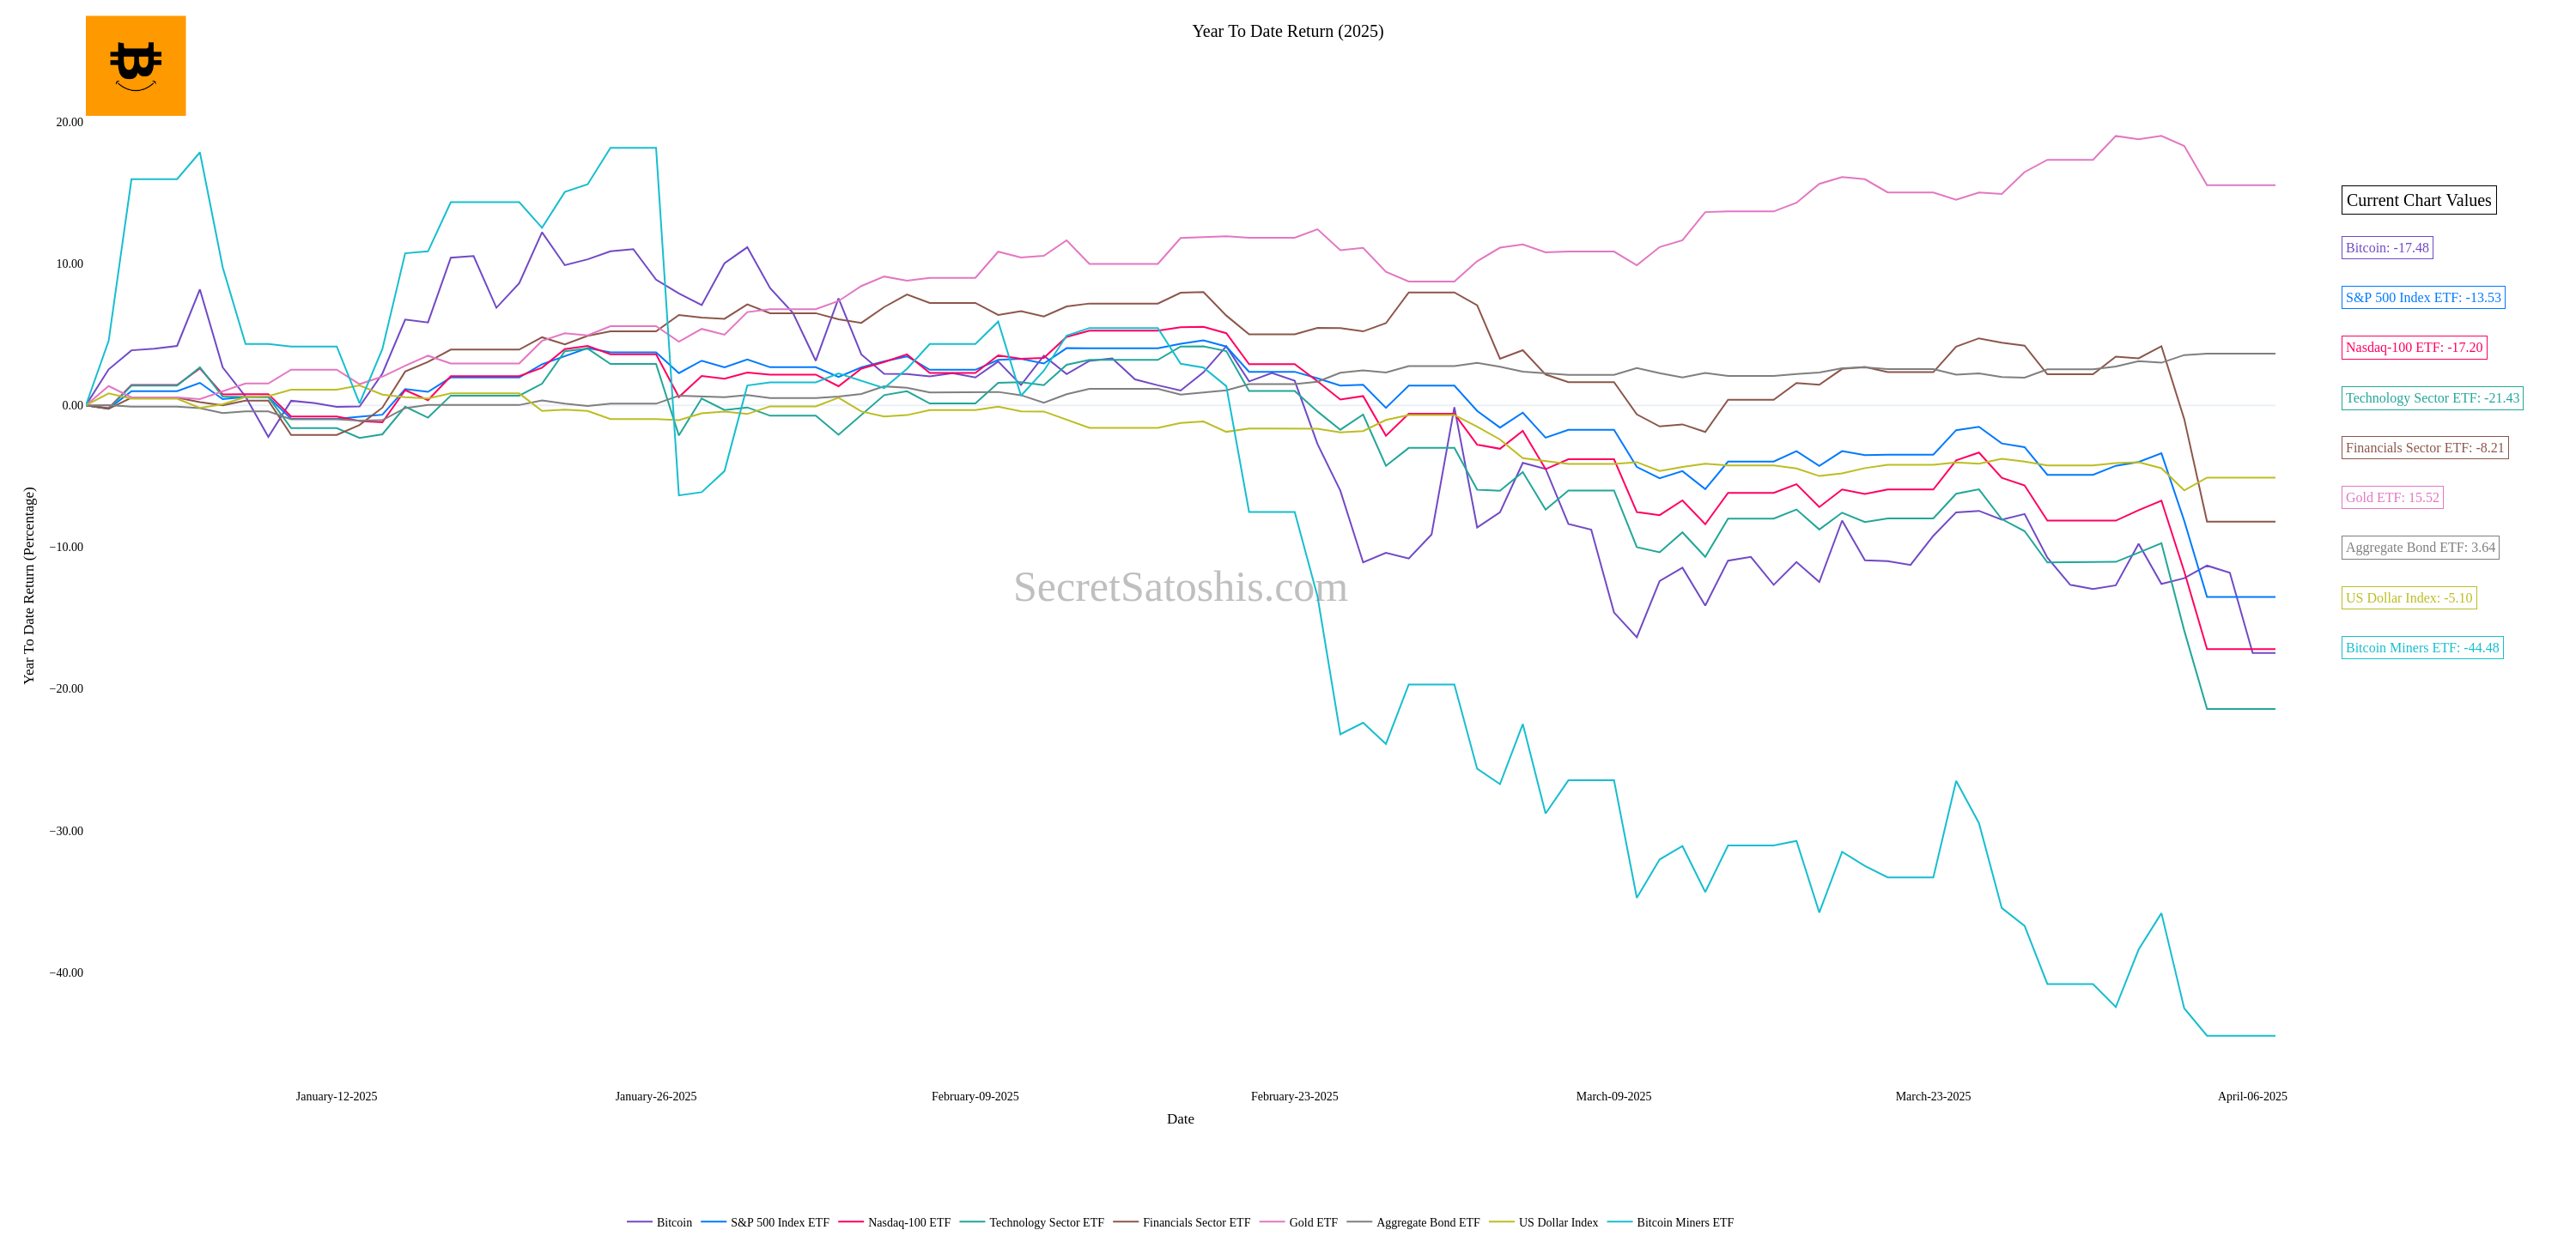 Year To Date Return (2025)
20.00
10.00
0.00
−10.00
−20.00
−30.00
−40.00
Year To Date Return (Percentage)
SecretSatoshis.com
Current Chart Values
Bitcoin: -17.48
S&P 500 Index ETF: -13.53
Nasdaq-100 ETF: -17.20
Technology Sector ETF: -21.43
Financials Sector ETF: -8.21
Gold ETF: 15.52
Aggregate Bond ETF: 3.64
US Dollar Index: -5.10
Bitcoin Miners ETF: -44.48
January-12-2025 January-26-2025 February-09-2025 February-23-2025 March-09-2025 March-23-2025 April-06-2025
Date
Bitcoin S&P 500 Index ETF Nasdaq-100 ETF Technology Sector ETF Financials Sector ETF Gold ETF Aggregate Bond ETF US Dollar Index Bitcoin Miners ETF